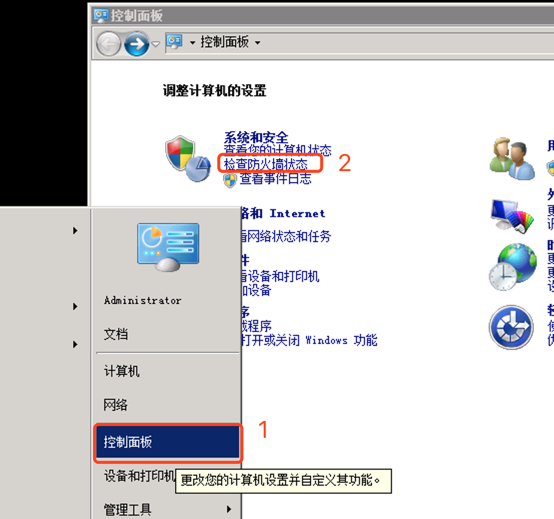 控制面板
控制面板
调整计算机的设置
系统和安全
查看您的计算机状态
检查防火墙状态
2
查看事件日志
络和 Internet
看网络状态和任务
件
看设备和打印机
加设备
序
载程序
打开或关闭 Windows 功能
Administrator
文档
计算机
网络
控制面板
1
设备和打印机
更改您的计算机设置并自定义其功能。
管理工具